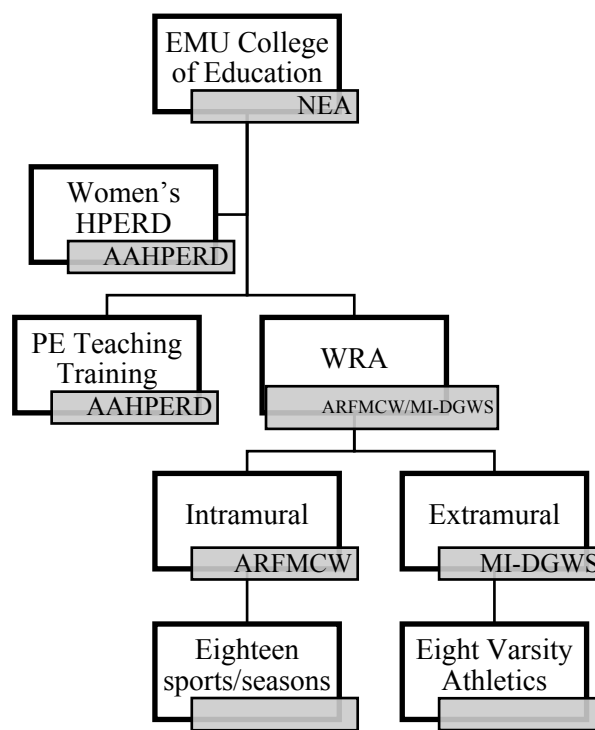 EMU College
of Education
NEA
Women's
HPERD
AAHPERD
PE Teaching
Training
AAHPERD
WRA
ARFMCW/MI-DGWS
Intramural
ARFMCW
Extramural
MI-DGWS
Eighteen
sports/seasons
Eight Varsity
Athletics